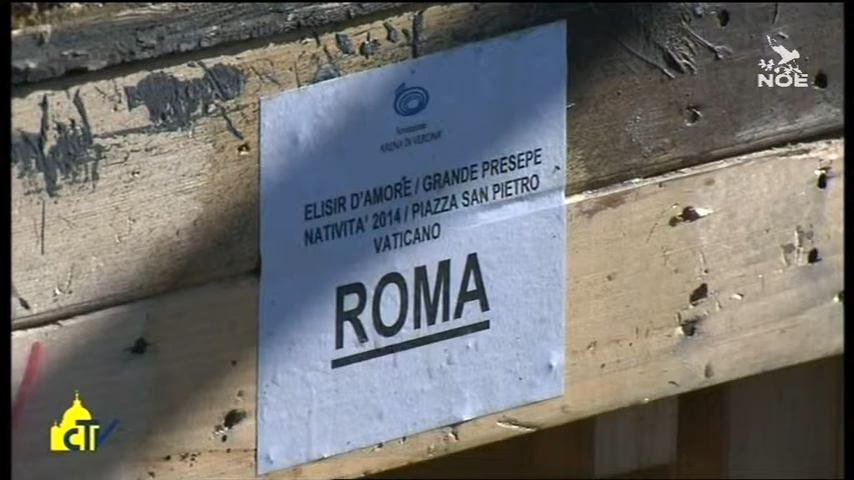 NOE
Fondazione
ARENA DI VERONA
ELISIR D'AMORE / GRANDE PRESEPE
NATIVITA' 2014 / PIAZZA SAN PIETRO
VATICANO
ROMA
CTV